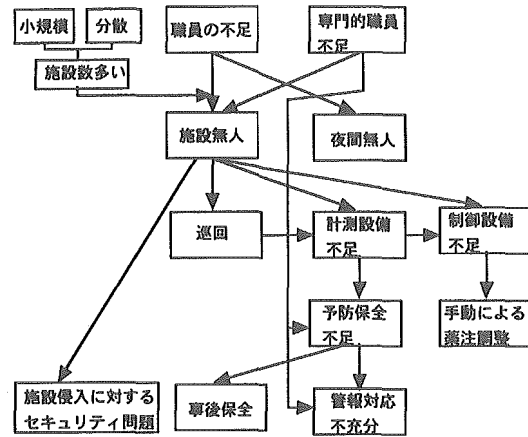 小規模
分散
職員の不足
専門的職員
不足
施設数多い
施設無人
夜間無人
巡回
計測設備
不足
制御設備
不足
予防保全
不足
手動による
薬注調整
施設侵入に対する
セキュリティ問題
事後保全
警報対応
不充分